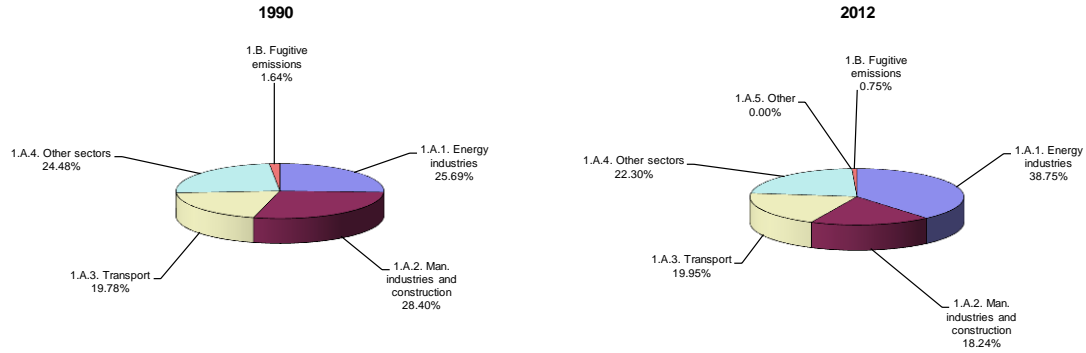 1990
1.B. Fugitive
emissions
1.64%
1.A.1. Energy
industries
25.69%
1.A.4. Other sectors
24.48%
1.A.3. Transport
19.78%
1.A.2. Man.
industries and
construction
28.40%
2012
1.B. Fugitive
emissions
0.75%
1.A.5. Other
0.00%
1.A.1. Energy
industries
38.75%
1.A.4. Other sectors
22.30%
1.A.3. Transport
19.95%
1.A.2. Man.
industries and
construction
18.24%